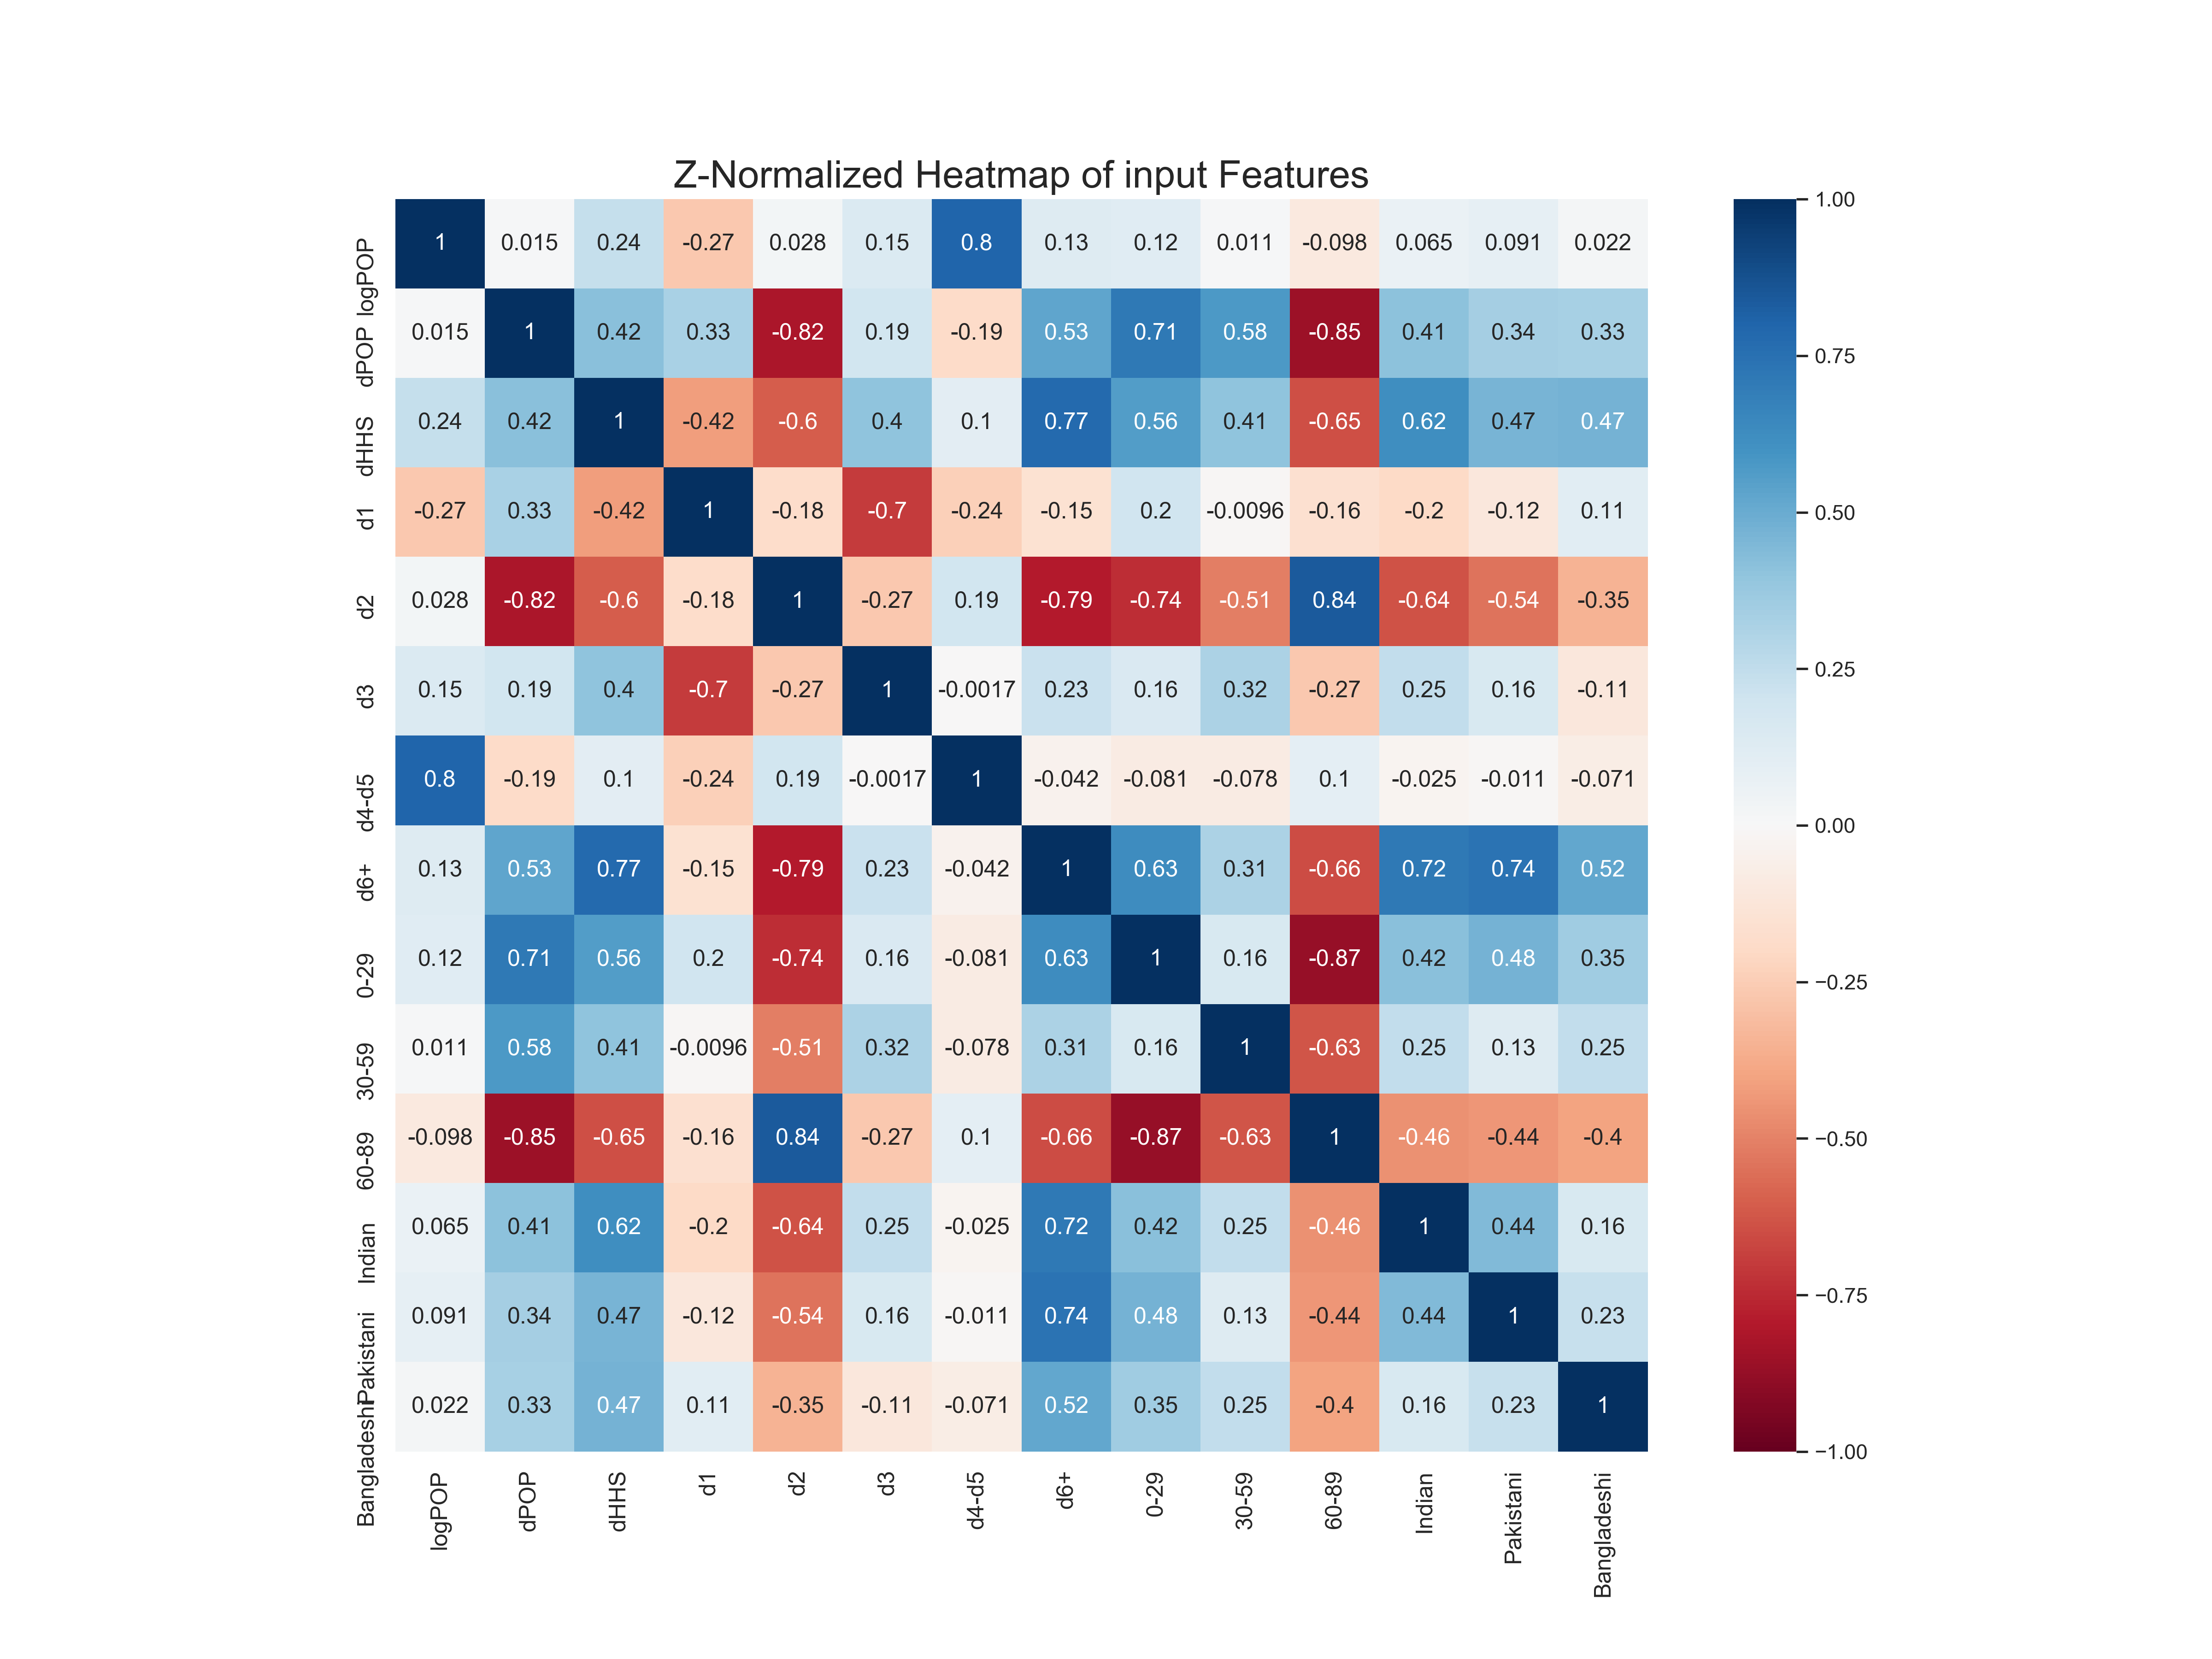 Z-Normalized Heatmap of input Features
logPOP 1 0.015 0.24 -0.27 0.028 0.15 0.8 0.13 0.12 0.011 -0.098 0.065 0.091 0.022
dPOP 0.015 1 0.42 0.33 -0.82 0.19 -0.19 0.53 0.71 0.58 -0.85 0.41 0.34 0.33
dHHS 0.24 0.42 1 -0.42 -0.6 0.4 0.1 0.77 0.56 0.41 -0.65 0.62 0.47 0.47
d1 -0.27 0.33 -0.42 1 -0.18 -0.7 -0.24 -0.15 0.2 -0.0096 -0.16 -0.2 -0.12 0.11
d2 0.028 -0.82 -0.6 -0.18 1 -0.27 0.19 -0.79 -0.74 -0.51 0.84 -0.64 -0.54 -0.35
d3 0.15 0.19 0.4 -0.7 -0.27 1 -0.0017 0.23 0.16 0.32 -0.27 0.25 0.16 -0.11
d4-d5 0.8 -0.19 0.1 -0.24 0.19 -0.0017 1 -0.042 -0.081 -0.078 0.1 -0.025 -0.011 -0.071
d6+ 0.13 0.53 0.77 -0.15 -0.79 0.23 -0.042 1 0.63 0.31 -0.66 0.72 0.74 0.52
0-29 0.12 0.71 0.56 0.2 -0.74 0.16 -0.081 0.63 1 0.16 -0.87 0.42 0.48 0.35
30-59 0.011 0.58 0.41 -0.0096 -0.51 0.32 -0.078 0.31 0.16 1 -0.63 0.25 0.13 0.25
60-89 -0.098 -0.85 -0.65 -0.16 0.84 -0.27 0.1 -0.66 -0.87 -0.63 1 -0.46 -0.44 -0.4
Indian 0.065 0.41 0.62 -0.2 -0.64 0.25 -0.025 0.72 0.42 0.25 -0.46 1 0.44 0.16
Pakistani 0.091 0.34 0.47 -0.12 -0.54 0.16 -0.011 0.74 0.48 0.13 -0.44 0.44 1 0.23
Bangladeshi 0.022 0.33 0.47 0.11 -0.35 -0.11 -0.071 0.52 0.35 0.25 -0.4 0.16 0.23 1
logPOP dPOP dHHS d1 d2 d3 d4-d5 d6+ 0-29 30-59 60-89 Indian Pakistani Bangladeshi
1.00
0.75
0.50
0.25
0.00
−0.25
−0.50
−0.75
−1.00